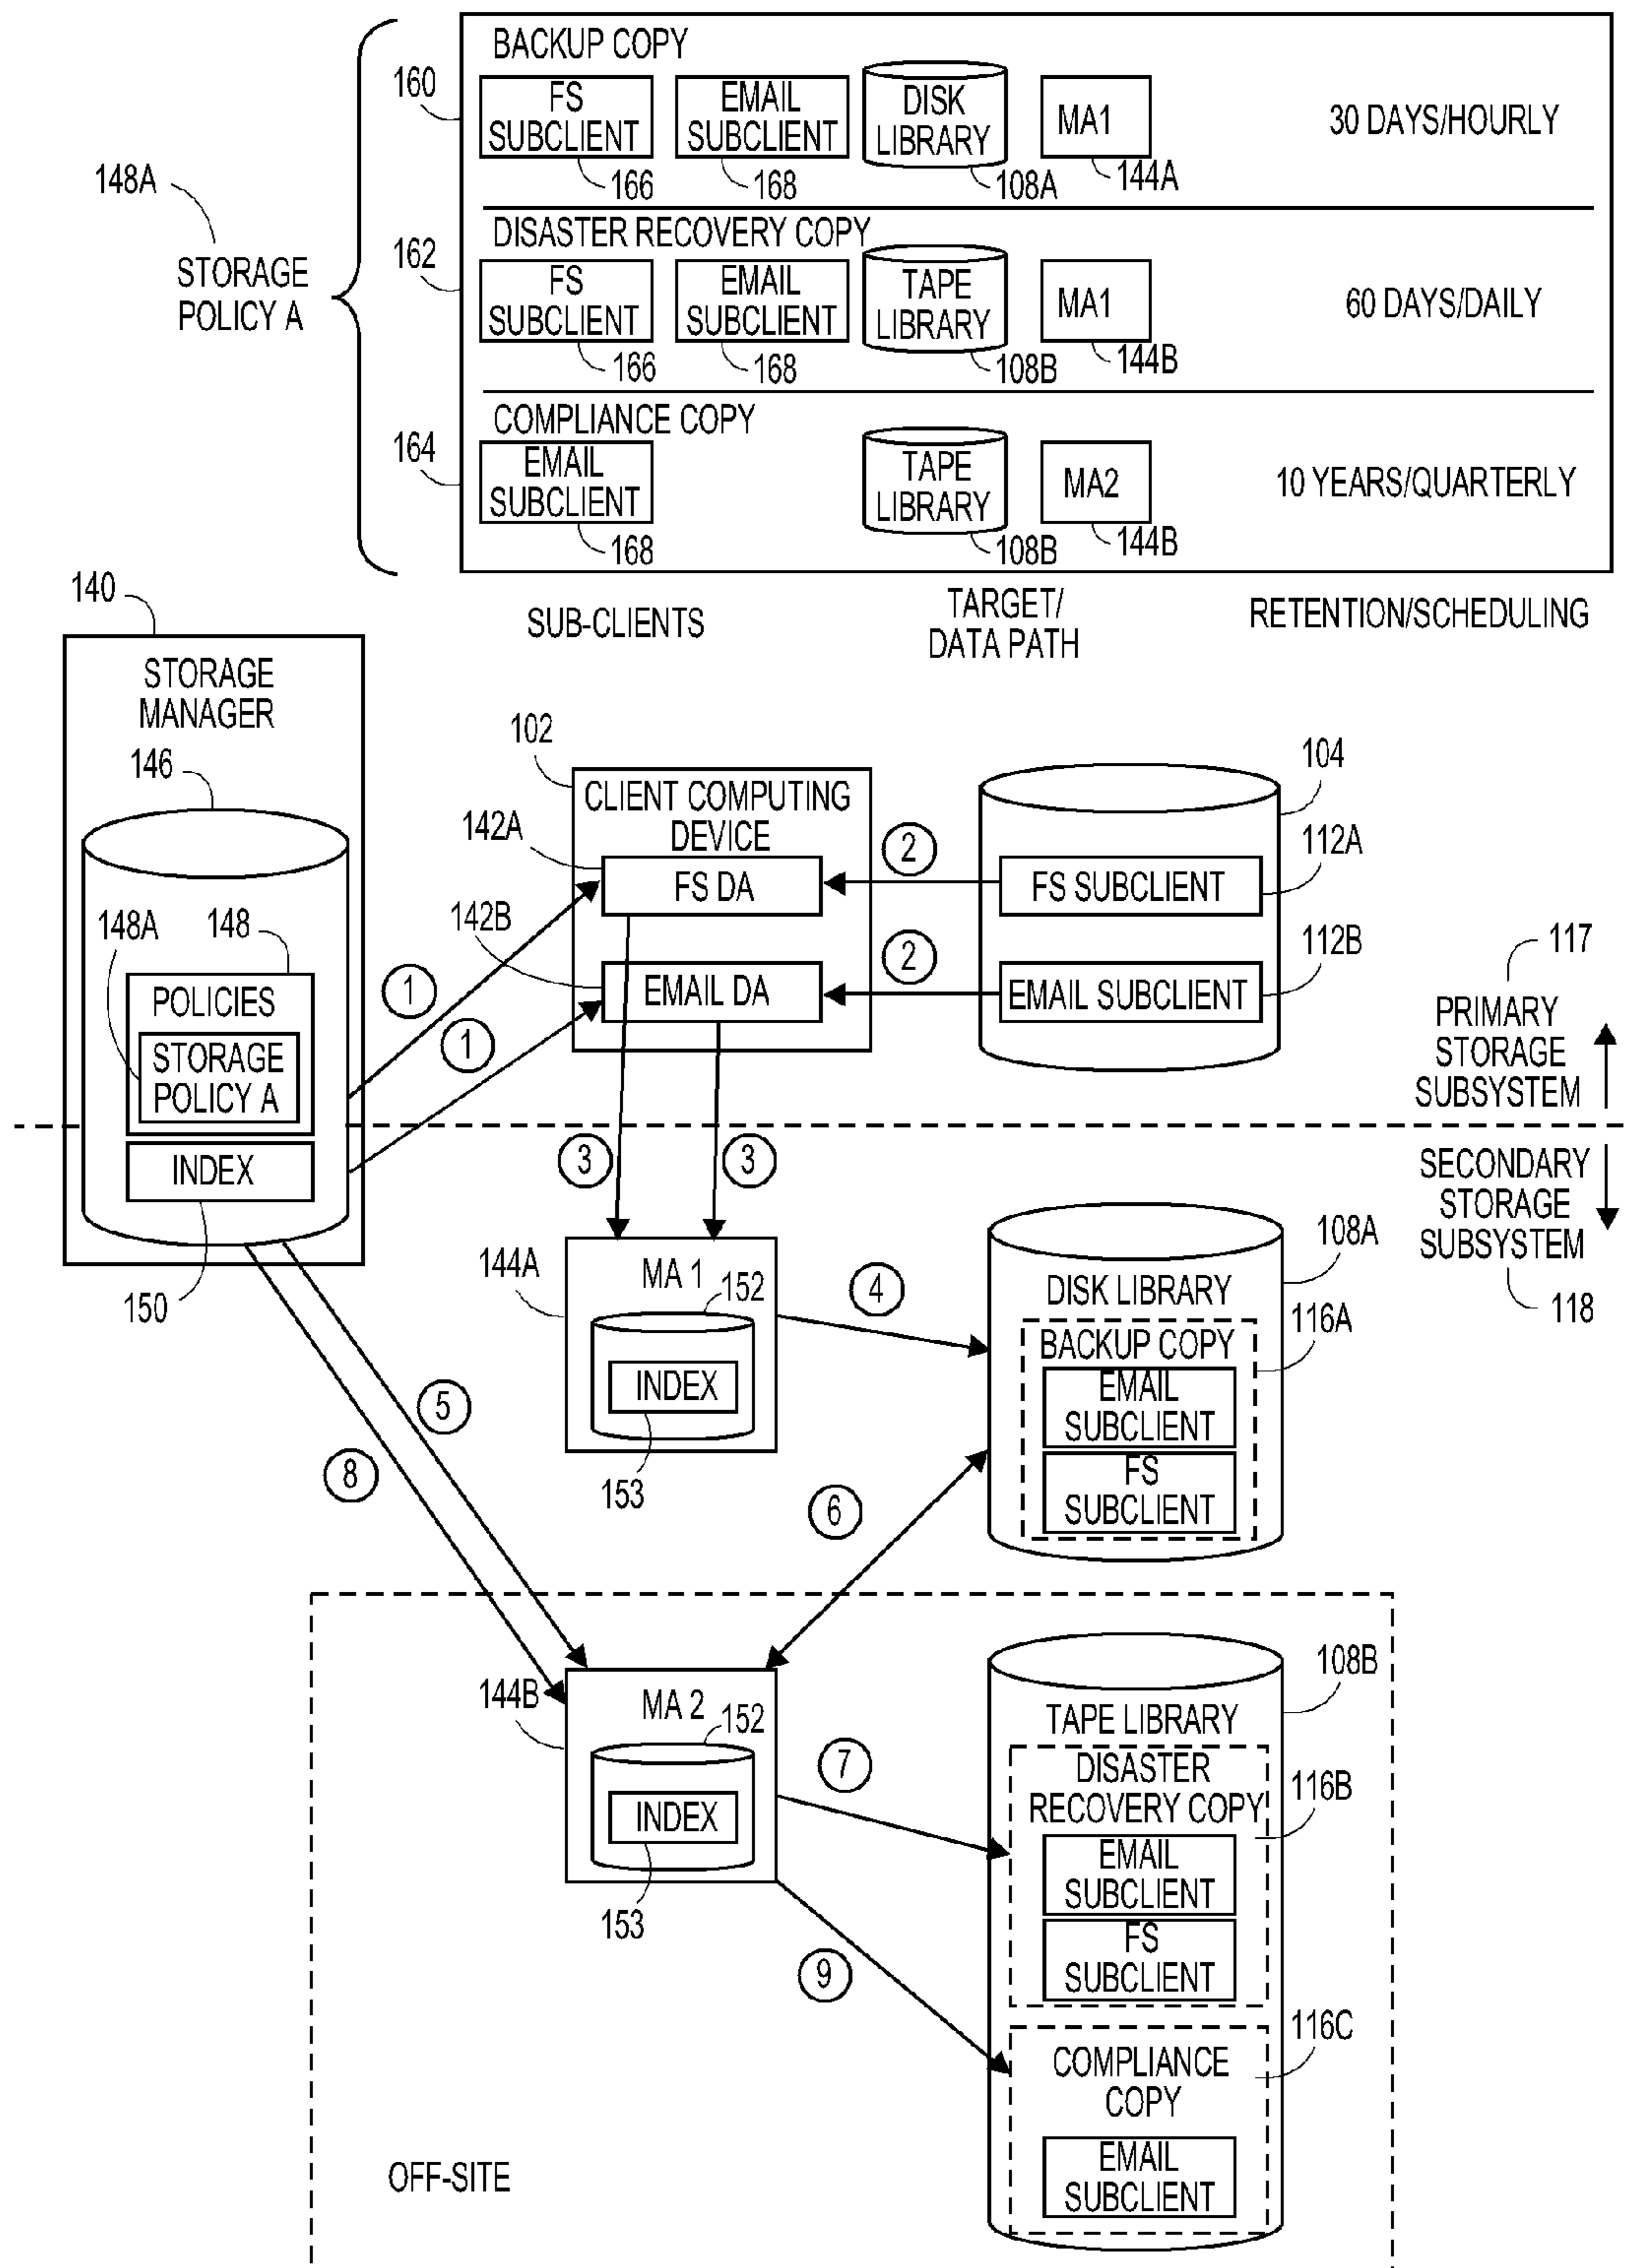 BACKUP COPY
160
FS
SUBCLIENT
166
EMAIL
SUBCLIENT
168
DISK
LIBRARY
108A
MA1
144A
30 DAYS/HOURLY
148A
STORAGE
POLICY A
DISASTER RECOVERY COPY
162
FS
SUBCLIENT
166
EMAIL
SUBCLIENT
168
TAPE
LIBRARY
108B
MA1
144B
60 DAYS/DAILY
COMPLIANCE COPY
164
EMAIL
SUBCLIENT
168
TAPE
LIBRARY
108B
MA2
144B
10 YEARS/QUARTERLY
SUB-CLIENTS
TARGET/
DATA PATH
RETENTION/SCHEDULING
140
STORAGE
MANAGER
146
148A
148
POLICIES
STORAGE
POLICY A
INDEX
150
1
1
102
CLIENT COMPUTING
DEVICE
142A
FS DA
142B
EMAIL DA
2
2
104
FS SUBCLIENT
112A
EMAIL SUBCLIENT
112B
117
PRIMARY
STORAGE
SUBSYSTEM
SECONDARY
STORAGE
SUBSYSTEM
118
3
3
144A
MA 1
152
INDEX
153
4
108A
DISK LIBRARY
BACKUP COPY
116A
EMAIL
SUBCLIENT
FS
SUBCLIENT
5
8
6
144B
MA 2
152
INDEX
153
7
9
108B
TAPE LIBRARY
DISASTER
RECOVERY COPY
116B
EMAIL
SUBCLIENT
FS
SUBCLIENT
116C
COMPLIANCE
COPY
EMAIL
SUBCLIENT
OFF-SITE